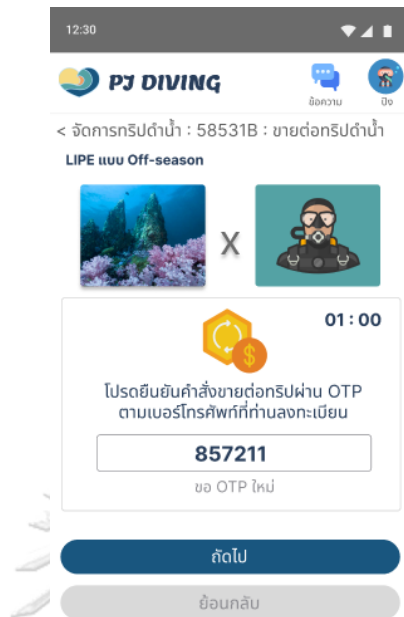 12:30
PJ DIVING
ข้อความ
ปิง
< จัดการทริปดำน้ำ : 58531B : ขายต่อทริปดำน้ำ
LIPE แบบ Off-season
X
01 : 00
$
โปรดยืนยันคำสั่งขายต่อทริปผ่าน OTP
ตามเบอร์โทรศัพท์ที่ท่านลงทะเบียน
857211
ขอ OTP ใหม่
ถัดไป
ย้อนกลับ